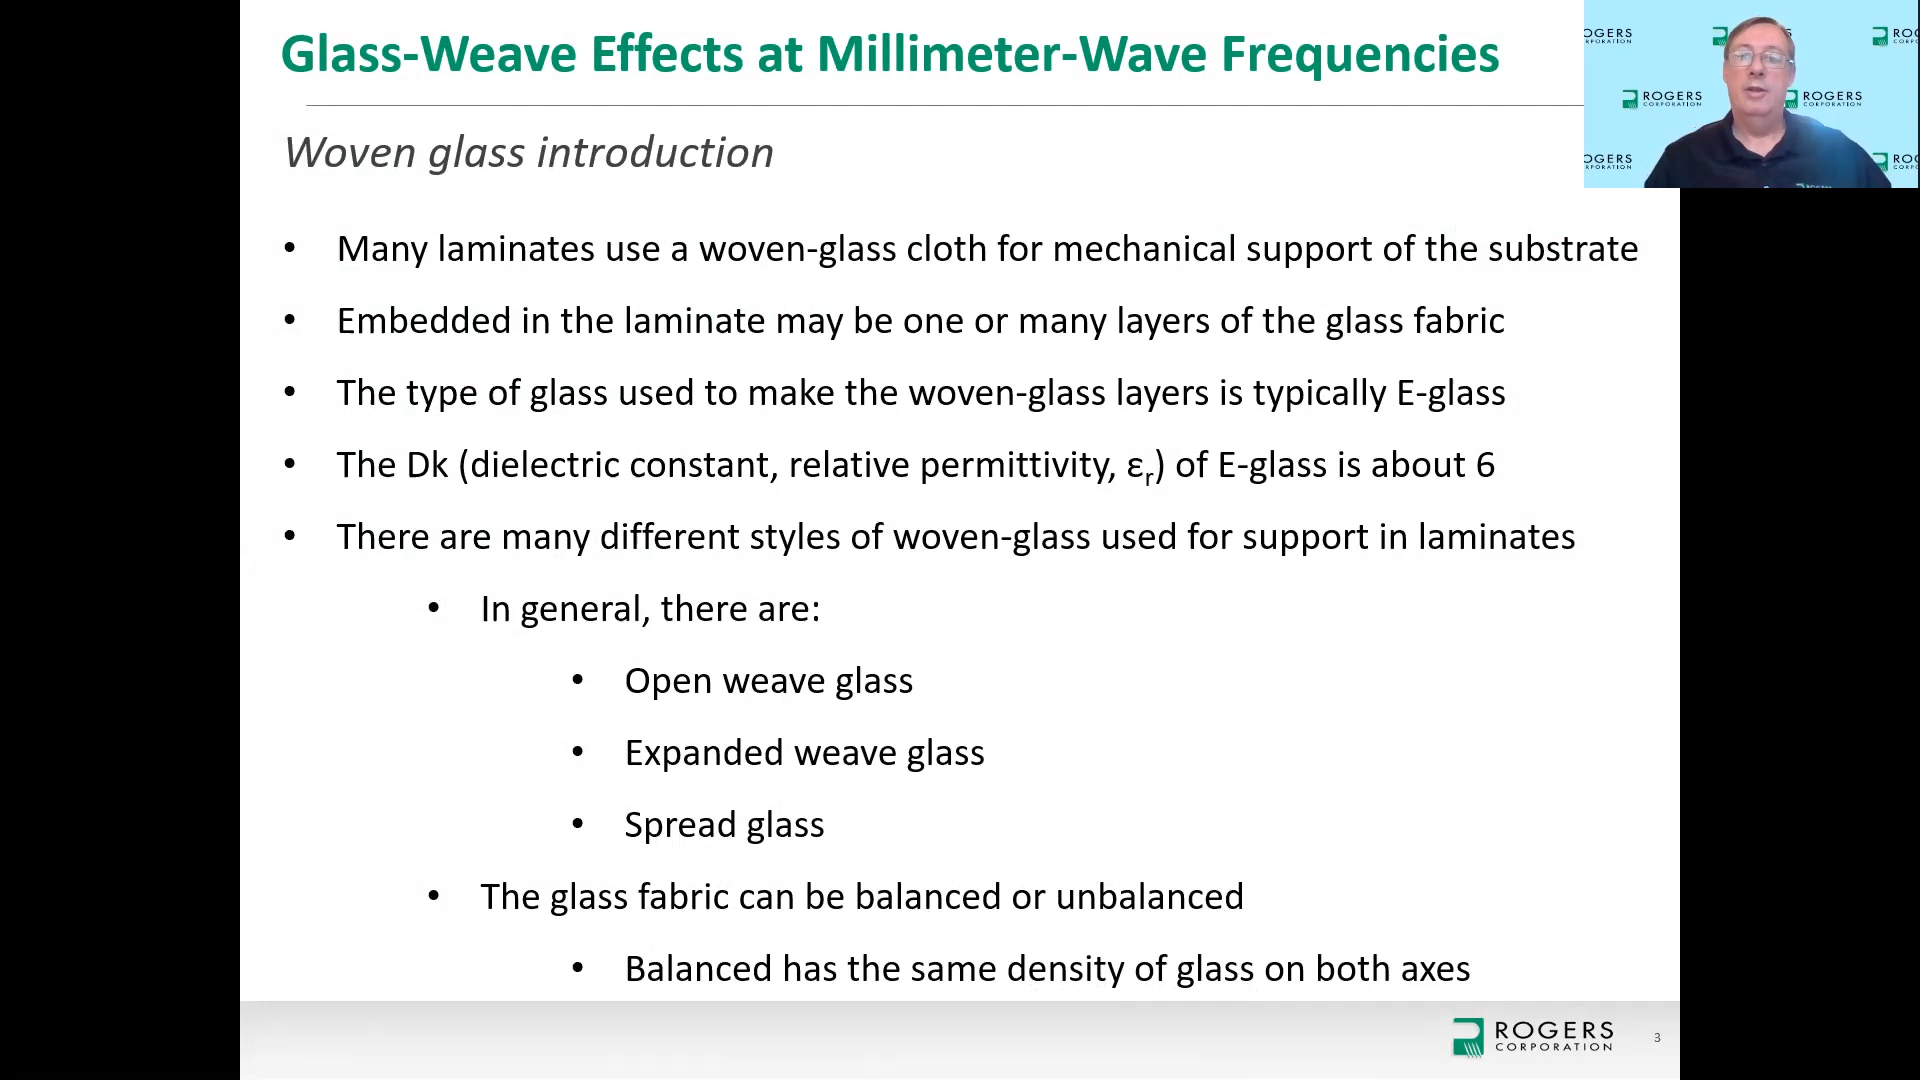 Glass-Weave Effects at Millimeter-Wave Frequencies
Woven glass introduction
• Many laminates use a woven-glass cloth for mechanical support of the substrate
• Embedded in the laminate may be one or many layers of the glass fabric
• The type of glass used to make the woven-glass layers is typically E-glass
• The Dk (dielectric constant, relative permittivity, εr) of E-glass is about 6
• There are many different styles of woven-glass used for support in laminates
• In general, there are:
• Open weave glass
• Expanded weave glass
• Spread glass
• The glass fabric can be balanced or unbalanced
• Balanced has the same density of glass on both axes
ROGERS
CORPORATION
3
ROGERS
CORPORATION
ROGERS
CORPORATION